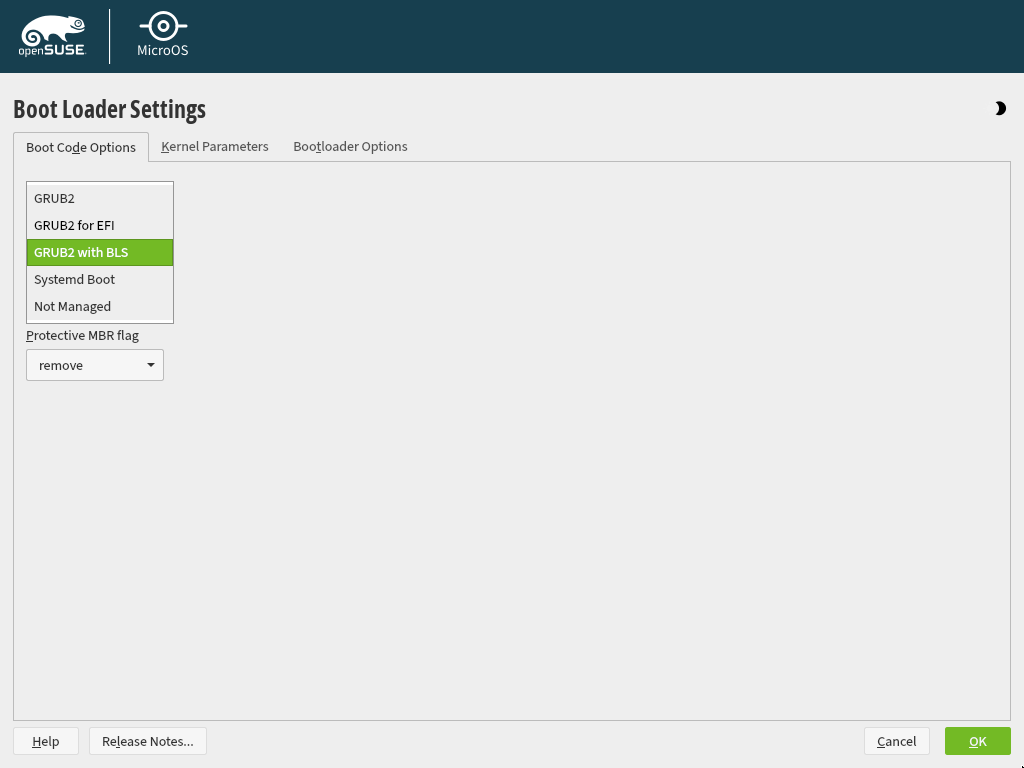 openSUSE
MicroOS
Boot Loader Settings
Boot Code Options
Kernel Parameters
Bootloader Options
GRUB2
GRUB2 for EFI
GRUB2 with BLS
Systemd Boot
Not Managed
Protective MBR flag
remove
Help
Release Notes...
Cancel
OK